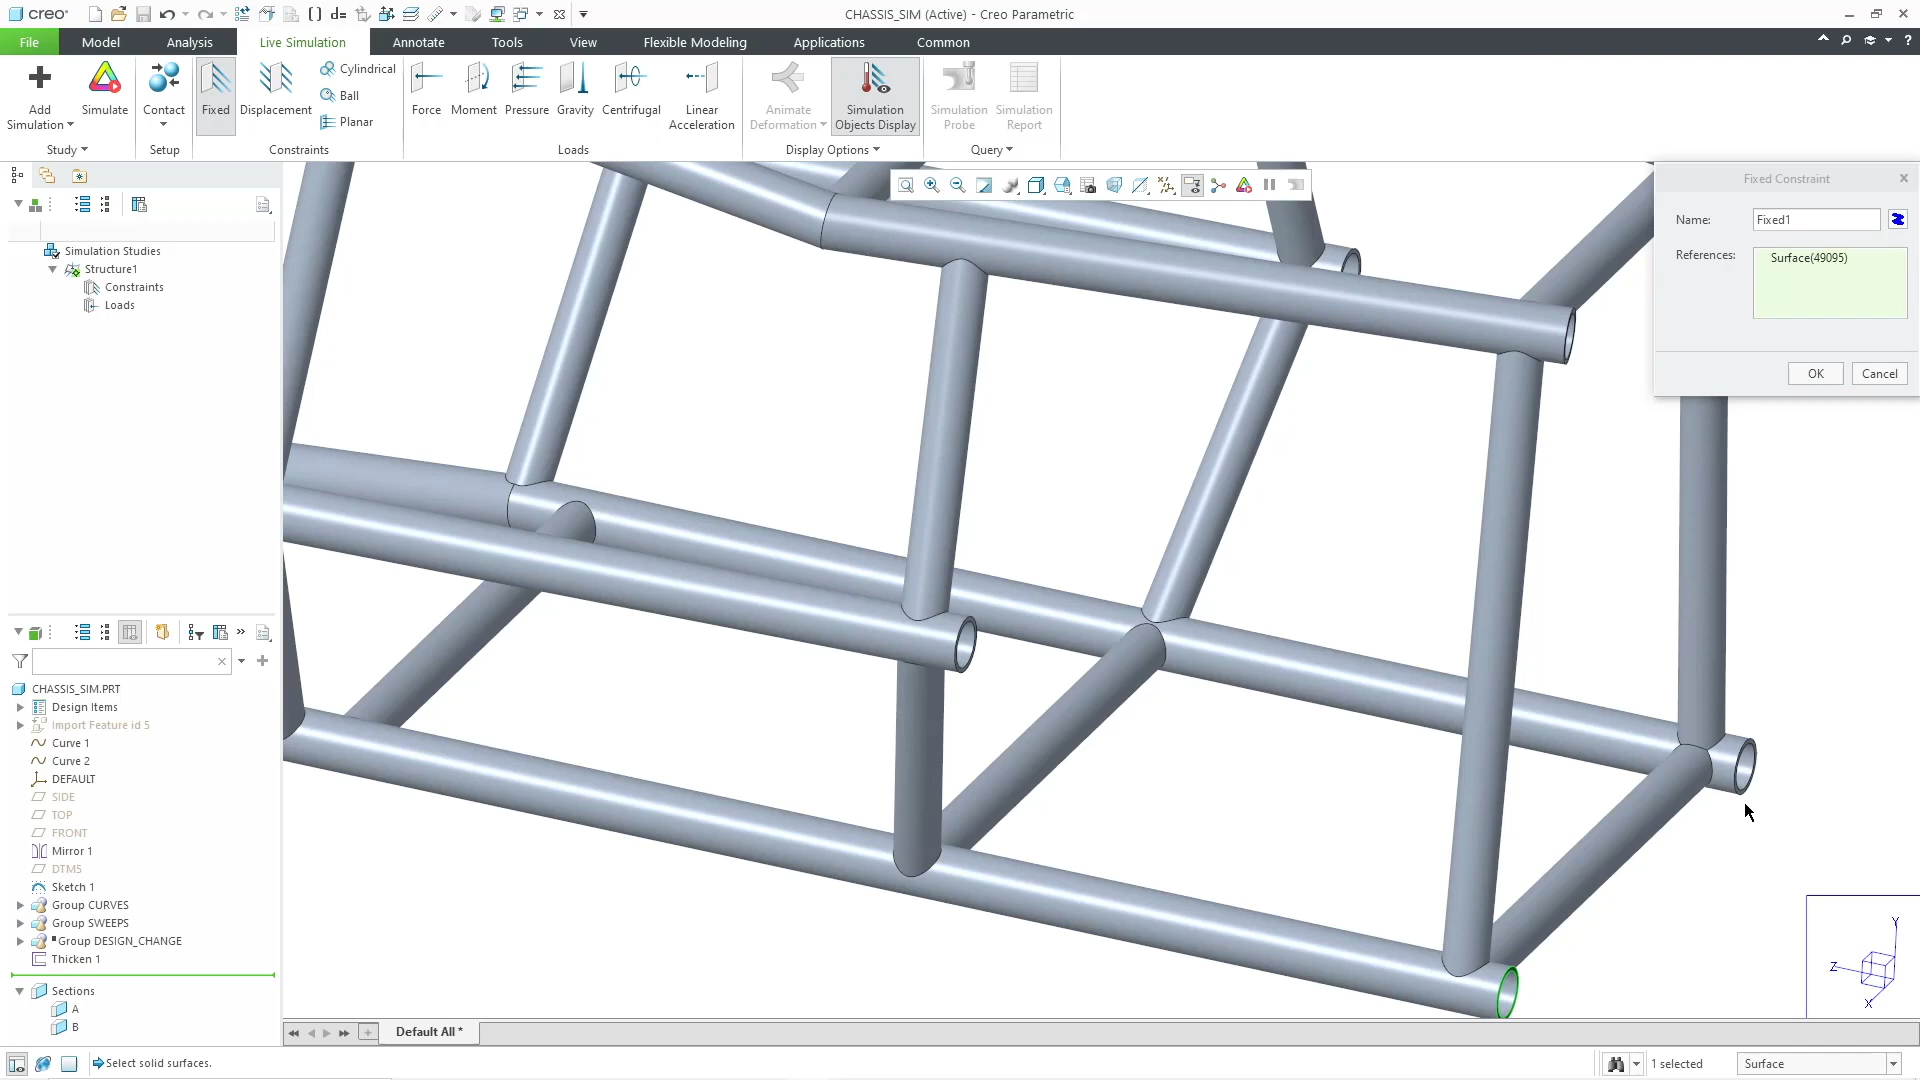 creo
CHASSIS_SIM (Active) - Creo Parametric
File Model Analysis Live Simulation Annotate Tools View Flexible Modeling Applications Common
Add Simulation
Simulate
Contact
Fixed
Displacement
Cylindrical
Ball
Planar
Force
Moment
Pressure
Gravity
Centrifugal
Linear Acceleration
Animate Deformation
Simulation Objects Display
Simulation Probe
Simulation Report
Study Setup Constraints Loads Display Options Query
Simulation Studies
Structure1
Constraints
Loads
CHASSIS_SIM.PRT
Design Items
Import Feature id 5
Curve 1
Curve 2
DEFAULT
SIDE
TOP
FRONT
Mirror 1
DTM5
Sketch 1
Group CURVES
Group SWEEPS
Group DESIGN_CHANGE
Thicken 1
Sections
A
B
Fixed Constraint
Name: Fixed1
References: Surface(49095)
OK Cancel
Y
Z
X
Default All *
Select solid surfaces.
1 selected
Surface